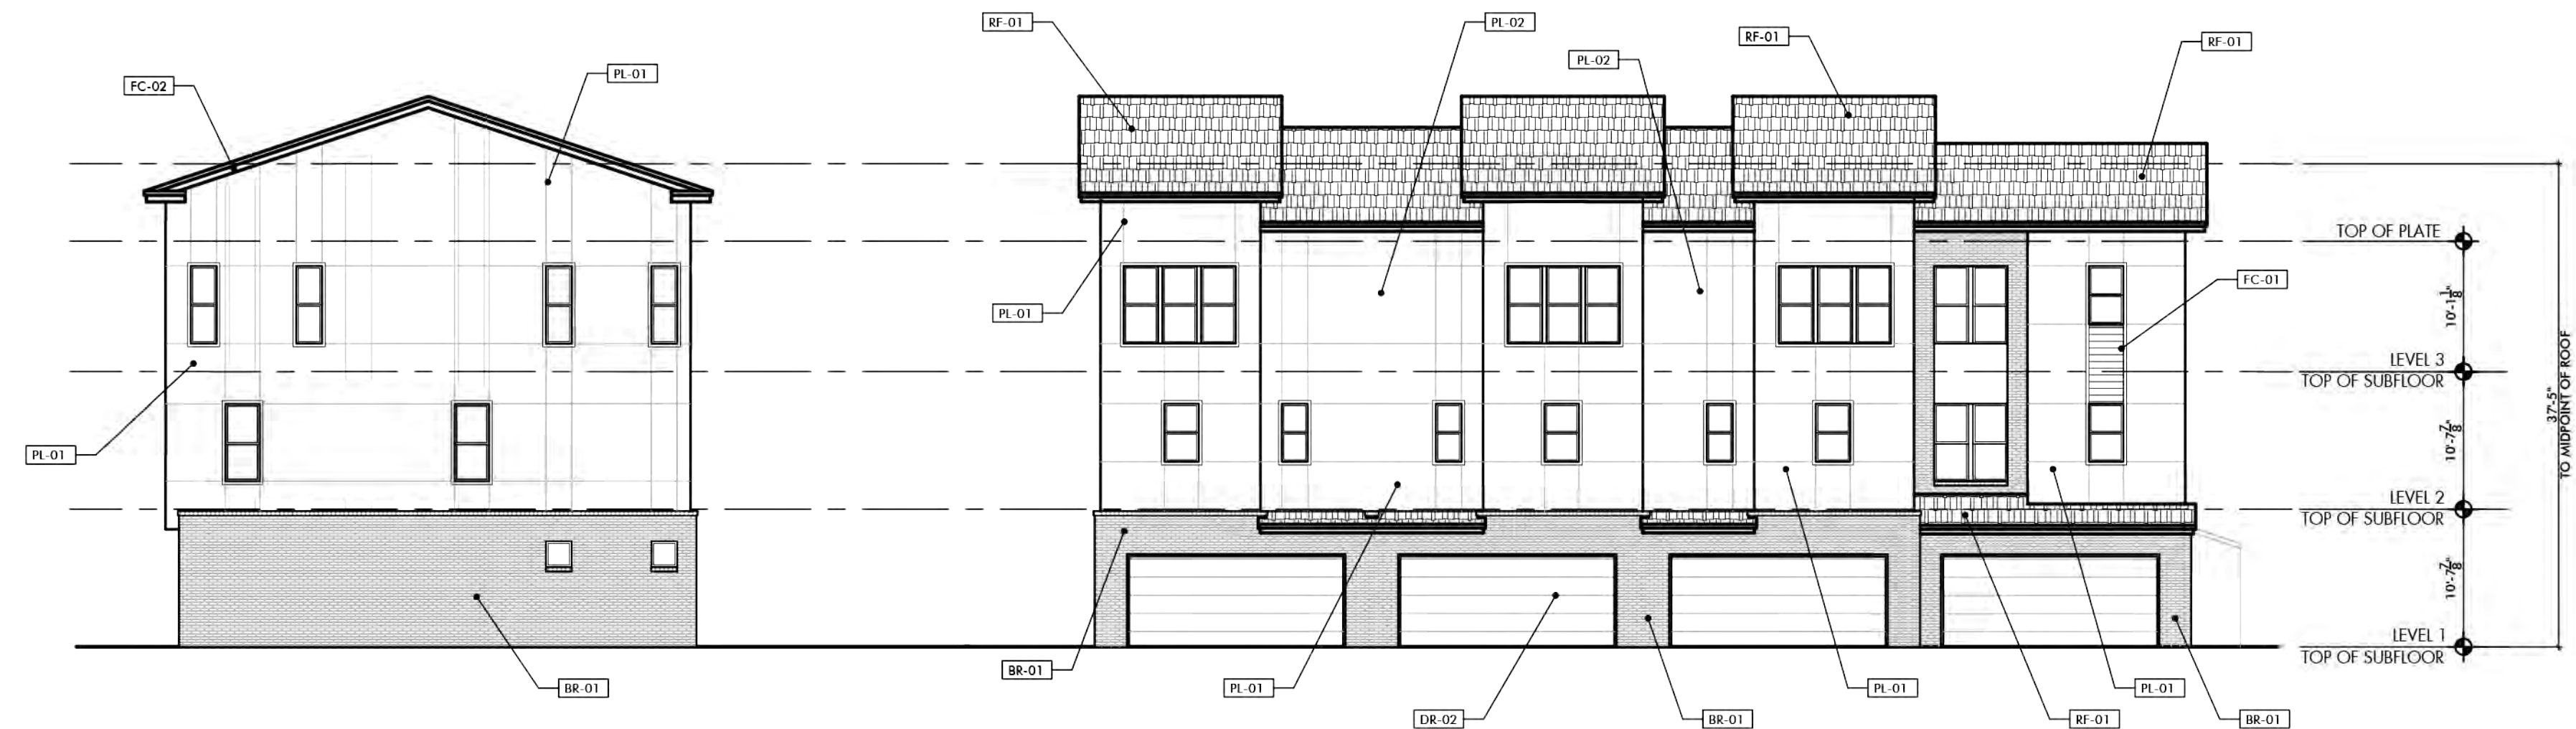 RF-01
PL-02
RF-01
RF-01
PL-02
FC-02
PL-01
TOP OF PLATE
FC-01
PL-01
10'-1 1/8"
LEVEL 3
TOP OF SUBFLOOR
37'-5"
TO MIDPOINT OF ROOF
10'-7 7/8"
PL-01
LEVEL 2
TOP OF SUBFLOOR
10'-7 7/8"
LEVEL 1
TOP OF SUBFLOOR
BR-01
BR-01
PL-01
PL-01
PL-01
DR-02
BR-01
RF-01
BR-01